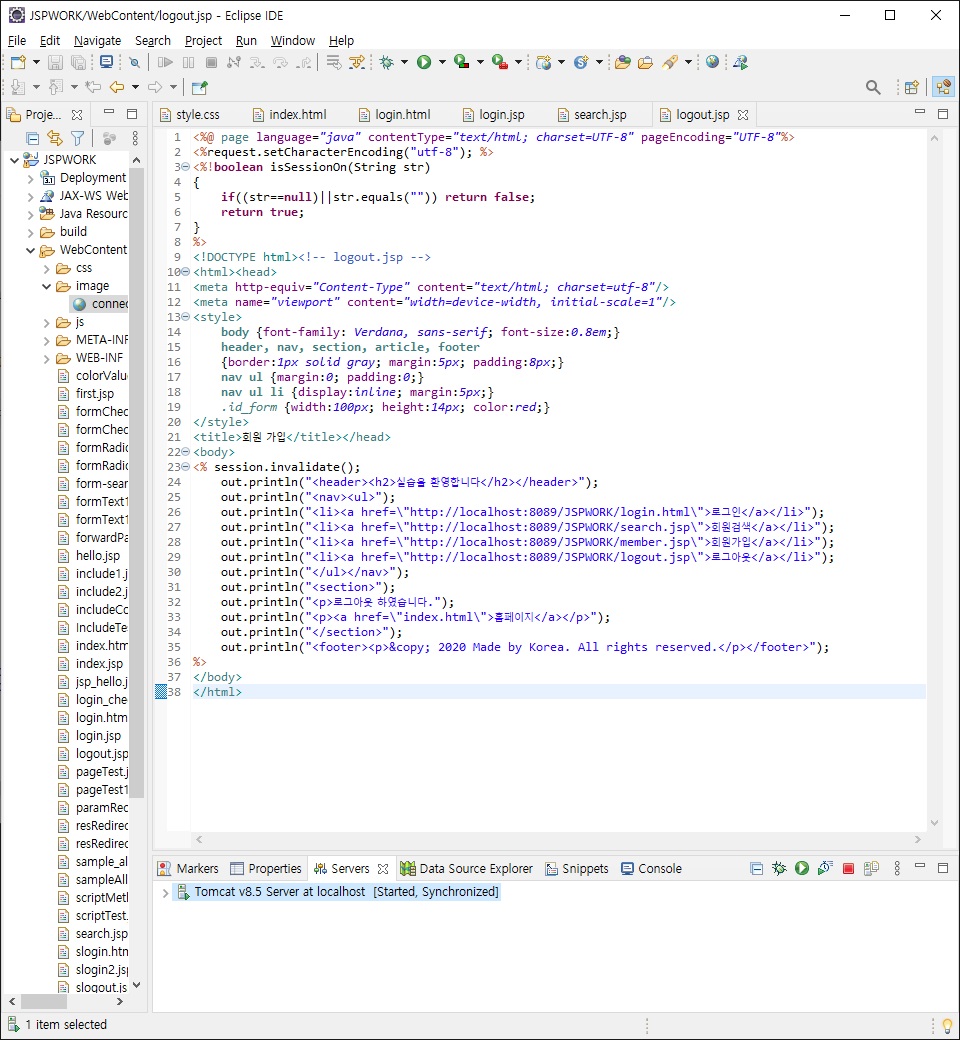 JSPWORK/WebContent/logout.jsp - Eclipse IDE
File Edit Navigate Search Project Run Window Help
Proje...
style.css index.html login.html login.jsp search.jsp logout.jsp
JSPWORK
Deployment
JAX-WS Web
Java Resourc
build
WebContent
css
image
connec
js
META-INF
WEB-INF
colorValue
first.jsp
formChec
formChec
formRadio
formRadio
form-sear
formText1
formText1
forwardPa
hello.jsp
include1.j
include2.j
includeCo
IncludeTe
index.htm
index.jsp
jsp_hello.j
login_che
login.htm
login.jsp
logout.jsp
pageTest.j
pageTest1
paramRec
resRedirec
resRedirec
sample_al
sampleAll
scriptMet
scriptTest.
search.jsp
slogin.htm
slogin2.jsp
slogout.js
1 <%@ page language="java" contentType="text/html; charset=UTF-8" pageEncoding="UTF-8"%>
2 <%request.setCharacterEncoding("utf-8"); %>
3 <%!boolean isSessionOn(String str)
4 {
5 if((str==null)||str.equals("")) return false;
6 return true;
7 }
8 %>
9 <!DOCTYPE html><!-- logout.jsp -->
10 <html><head>
11 <meta http-equiv="Content-Type" content="text/html; charset=utf-8"/>
12 <meta name="viewport" content="width=device-width, initial-scale=1"/>
13 <style>
14 body {font-family: Verdana, sans-serif; font-size:0.8em;}
15 header, nav, section, article, footer
16 {border:1px solid gray; margin:5px; padding:8px;}
17 nav ul {margin:0; padding:0;}
18 nav ul li {display:inline; margin:5px;}
19 .id_form {width:100px; height:14px; color:red;}
20 </style>
21 <title>회원 가입</title></head>
22 <body>
23 <% session.invalidate();
24 out.println("<header><h2>실습을 환영합니다</h2></header>");
25 out.println("<nav><ul>");
26 out.println("<li><a href=\"http://localhost:8089/JSPWORK/login.html\">로그인</a></li>");
27 out.println("<li><a href=\"http://localhost:8089/JSPWORK/search.jsp\">회원검색</a></li>");
28 out.println("<li><a href=\"http://localhost:8089/JSPWORK/member.jsp\">회원가입</a></li>");
29 out.println("<li><a href=\"http://localhost:8089/JSPWORK/logout.jsp\">로그아웃</a></li>");
30 out.println("</ul></nav>");
31 out.println("<section>");
32 out.println("<p>로그아웃 하였습니다.");
33 out.println("<p><a href=\"index.html\">홈페이지</a></p>");
34 out.println("</section>");
35 out.println("<footer><p>&copy; 2020 Made by Korea. All rights reserved.</p></footer>");
36 %>
37 </body>
38 </html>
Markers Properties Servers Data Source Explorer Snippets Console
Tomcat v8.5 Server at localhost [Started, Synchronized]
1 item selected